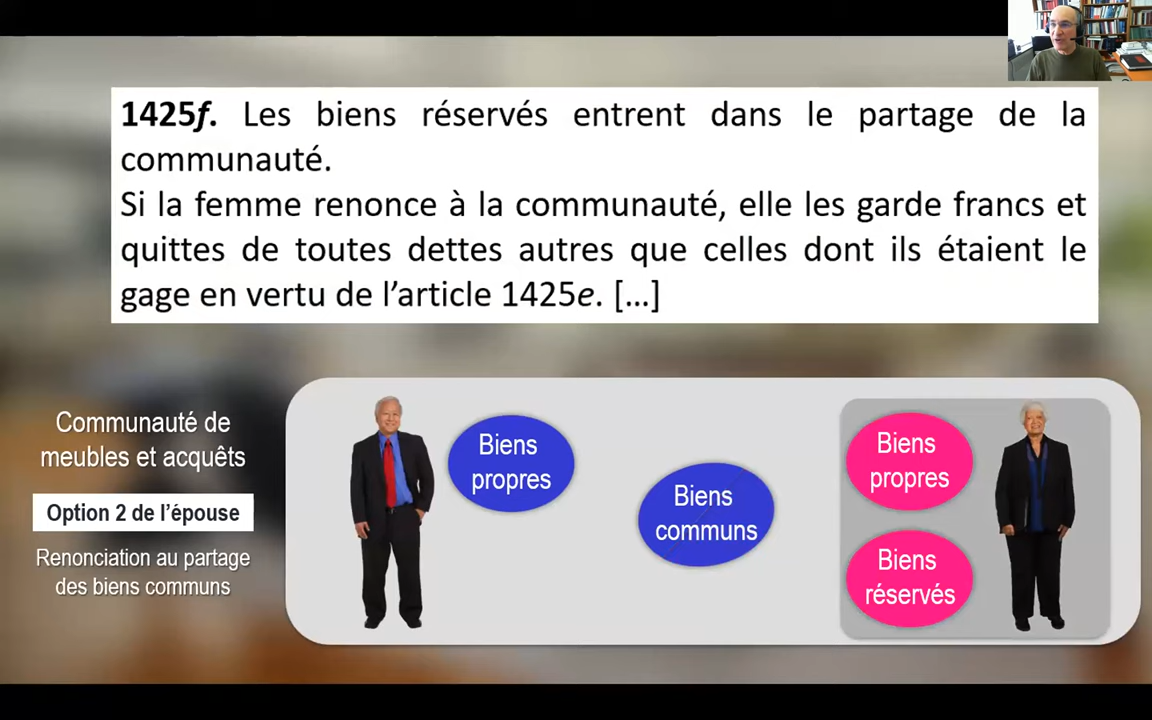 1425f. Les biens réservés entrent dans le partage de la
communauté.
Si la femme renonce à la communauté, elle les garde francs et
quittes de toutes dettes autres que celles dont ils étaient le
gage en vertu de l’article 1425e. […]
Communauté de
meubles et acquêts
Option 2 de l’épouse
Renonciation au partage
des biens communs
Biens
propres
Biens
communs
Biens
propres
Biens
réservés